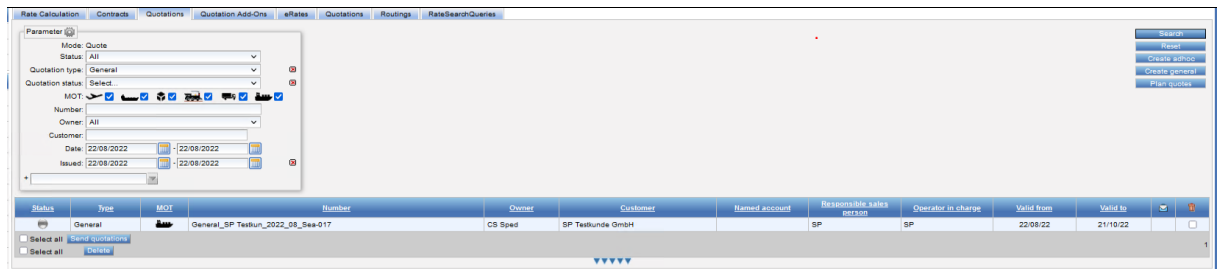 Rate Calculation Contracts Quotations Quotation Add-Ons eRates Quotations Routings RateSearchQueries
Parameter
Mode: Quote
Status: All
Quotation type: General
Quotation status: Select...
MOT:
Number:
Owner: All
Customer:
Date: 22/08/2022 - 22/08/2022
Issued: 22/08/2022 - 22/08/2022
+
Search
Reset
Create adhoc
Create general
Plan quotes
Status Type MOT Number Owner Customer Named account Responsible sales person Operator in charge Valid from Valid to
General General_SP Testkun_2022_08_Sea-017 CS Sped SP Testkunde GmbH SP SP 22/08/22 21/10/22
Select all Send quotations
Select all Delete
1